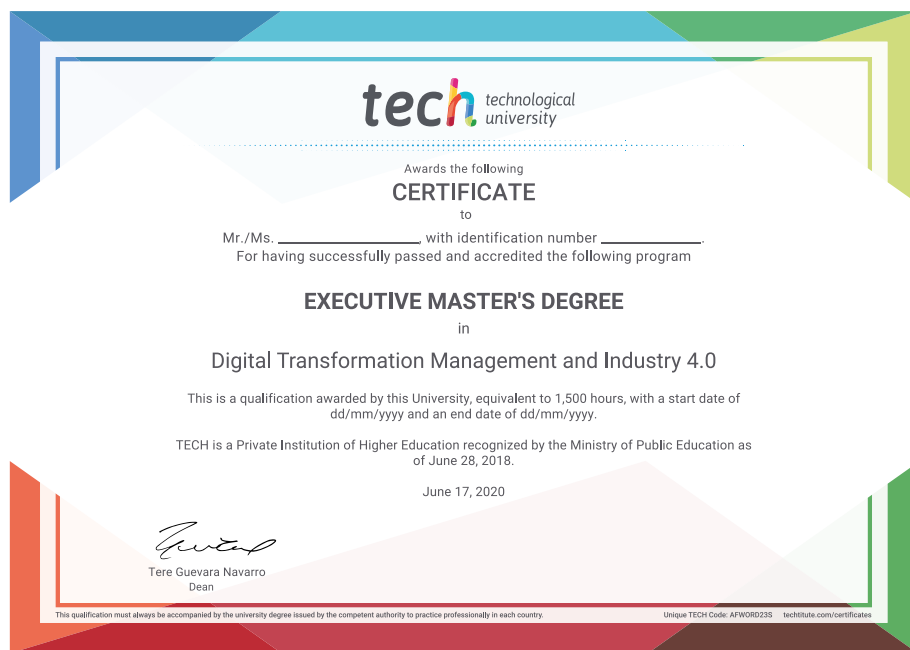 tech technological
university
Awards the following
CERTIFICATE
to
Mr./Ms. ____________________, with identification number ______________.
For having successfully passed and accredited the following program
EXECUTIVE MASTER'S DEGREE
in
Digital Transformation Management and Industry 4.0
This is a qualification awarded by this University, equivalent to 1,500 hours, with a start date of
dd/mm/yyyy and an end date of dd/mm/yyyy.
TECH is a Private Institution of Higher Education recognized by the Ministry of Public Education as
of June 28, 2018.
June 17, 2020
Tere Guevara Navarro
Dean
This qualification must always be accompanied by the university degree issued by the competent authority to practice professionally in each country. Unique TECH Code: AFWORD23S techtitute.com/certificates